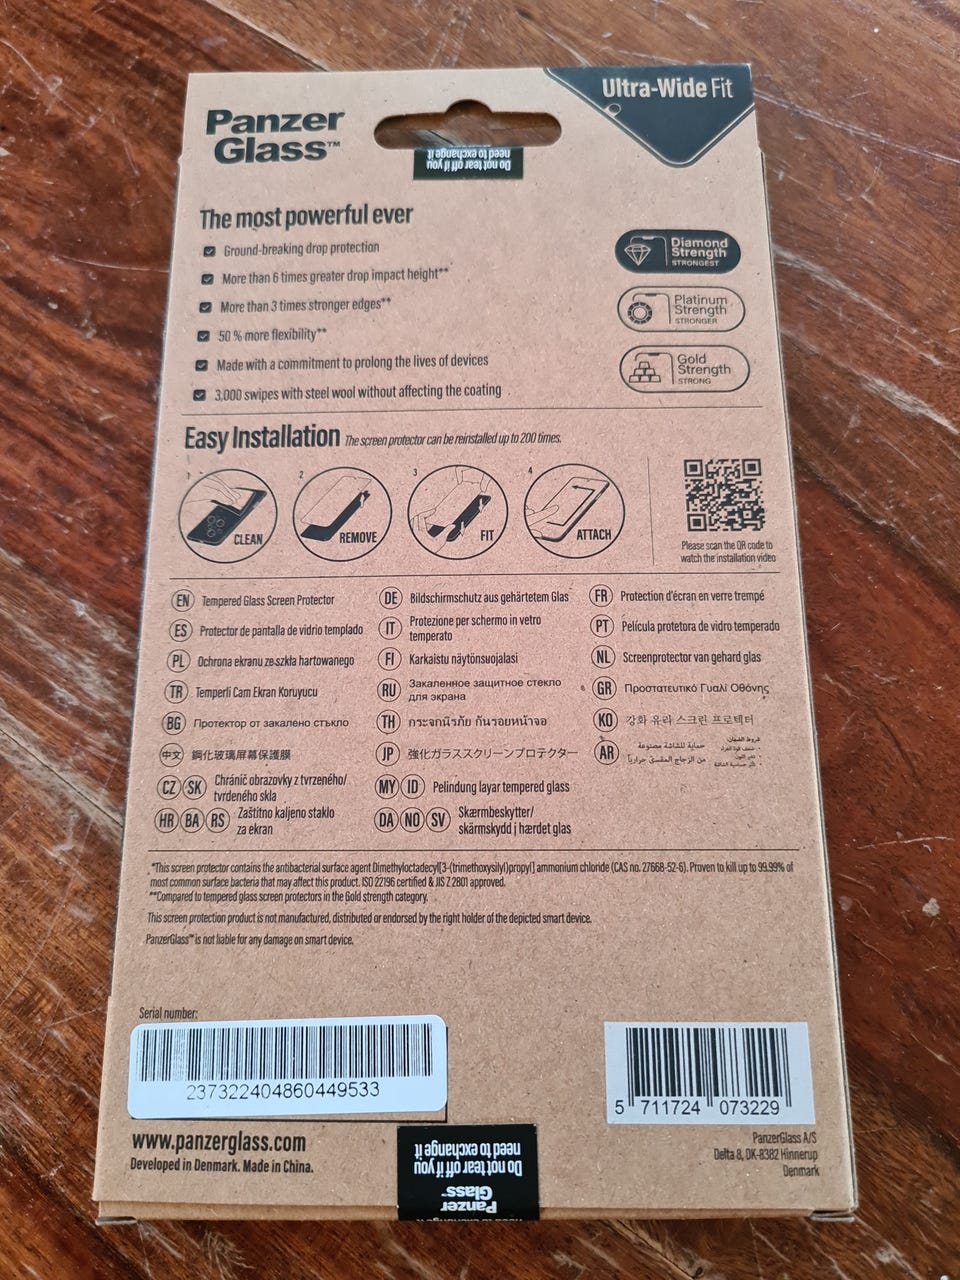 Ultra-Wide Fit
Panzer
Glass™
Do not tear off if you
need to exchange it
The most powerful ever
Ground-breaking drop protection
More than 6 times greater drop impact height**
More than 3 times stronger edges**
50 % more flexibility**
Made with a commitment to prolong the lives of devices
3,000 swipes with steel wool without affecting the coating
Diamond
Strength
STRONGEST
Platinum
Strength
STRONGER
Gold
Strength
STRONG
Easy Installation The screen protector can be reinstalled up to 200 times.
1 CLEAN
2 REMOVE
3 FIT
4 ATTACH
Please scan the QR code to
watch the installation video
EN Tempered Glass Screen Protector
DE Bildschirmschutz aus gehärtetem Glas
FR Protection d'écran en verre trempé
ES Protector de pantalla de vidrio templado
IT Protezione per schermo in vetro
temperato
PT Película protetora de vidro temperado
PL Ochrona ekranu ze szkła hartowanego
FI Karkaistu näytönsuojalasi
NL Screenprotector van gehard glas
TR Temperli Cam Ekran Koruyucu
RU Закаленное защитное стекло
для экрана
GR Προστατευτικό Γυαλί Οθόνης
BG Протектор от закалено стъкло
TH กระจกนิรภัย กันรอยหน้าจอ
KO 강화 유리 스크린 프로텍터
中文 鋼化玻璃屏幕保護膜
JP 強化ガラススクリーンプロテクター
AR حماية للشاشة مصنوعة
من الزجاج المقسى حرارياً
CZ SK Chránič obrazovky z tvrzeného/
tvrdeného skla
MY ID Pelindung layar tempered glass
HR BA RS Zaštitno kaljeno staklo
za ekran
DA NO SV Skærmbeskytter/
skärmskydd i hærdet glas
*This screen protector contains the antibacterial surface agent Dimethyloctadecyl[3-(trimethoxysilyl)propyl] ammonium chloride (CAS no. 27668-52-6). Proven to kill up to 99.99% of
most common surface bacteria that may affect this product. ISO 22196 certified & JIS Z 2801 approved.
**Compared to tempered glass screen protectors in the Gold strength category.
This screen protection product is not manufactured, distributed or endorsed by the right holder of the depicted smart device.
PanzerGlass™ is not liable for any damage on smart device.
Serial number:
237322404860449533
5 711724 073229
www.panzerglass.com
Developed in Denmark. Made in China.
PanzerGlass A/S
Delta 8, DK-8382 Hinnerup
Denmark
Do not tear off if you
need to exchange it
Panzer
Glass™